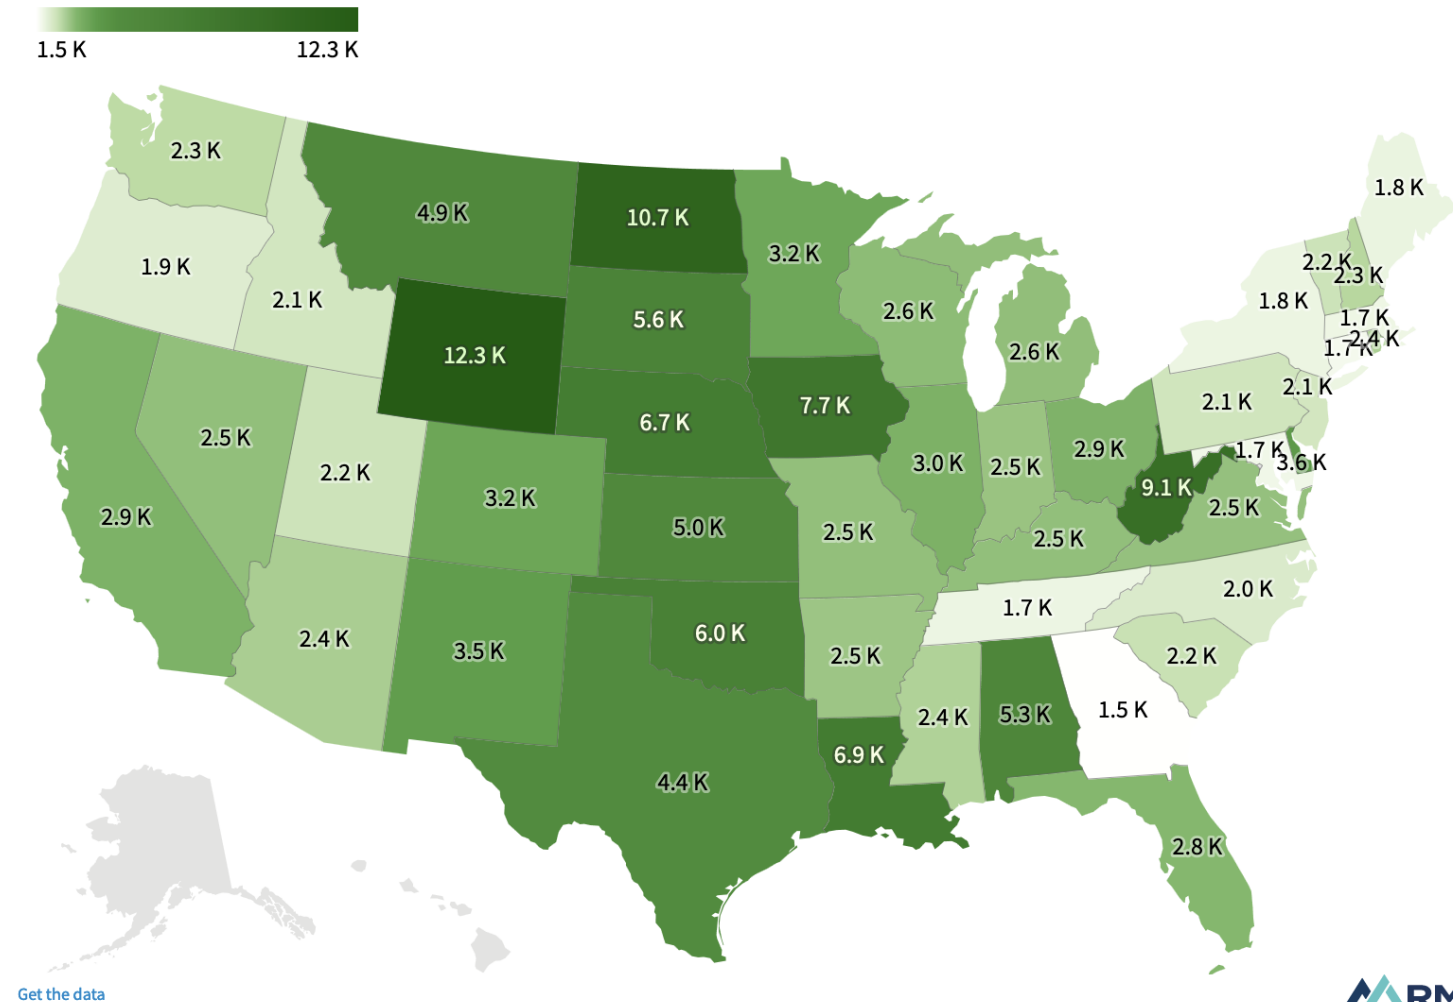 1.5 K 12.3 K
2.3 K
4.9 K
10.7 K
3.2 K
1.8 K
1.9 K
2.1 K
12.3 K
5.6 K
2.6 K
2.6 K
2.2 K
2.3 K
1.8 K
1.7 K
2.4 K
1.7 K
2.5 K
2.2 K
6.7 K
7.7 K
3.0 K
2.5 K
2.9 K
2.1 K
2.1 K
1.7 K
3.6 K
9.1 K
2.9 K
3.2 K
5.0 K
2.5 K
2.5 K
2.5 K
2.4 K
3.5 K
6.0 K
2.5 K
1.7 K
2.0 K
2.2 K
4.4 K
6.9 K
2.4 K
5.3 K
1.5 K
2.8 K
Get the data
RM